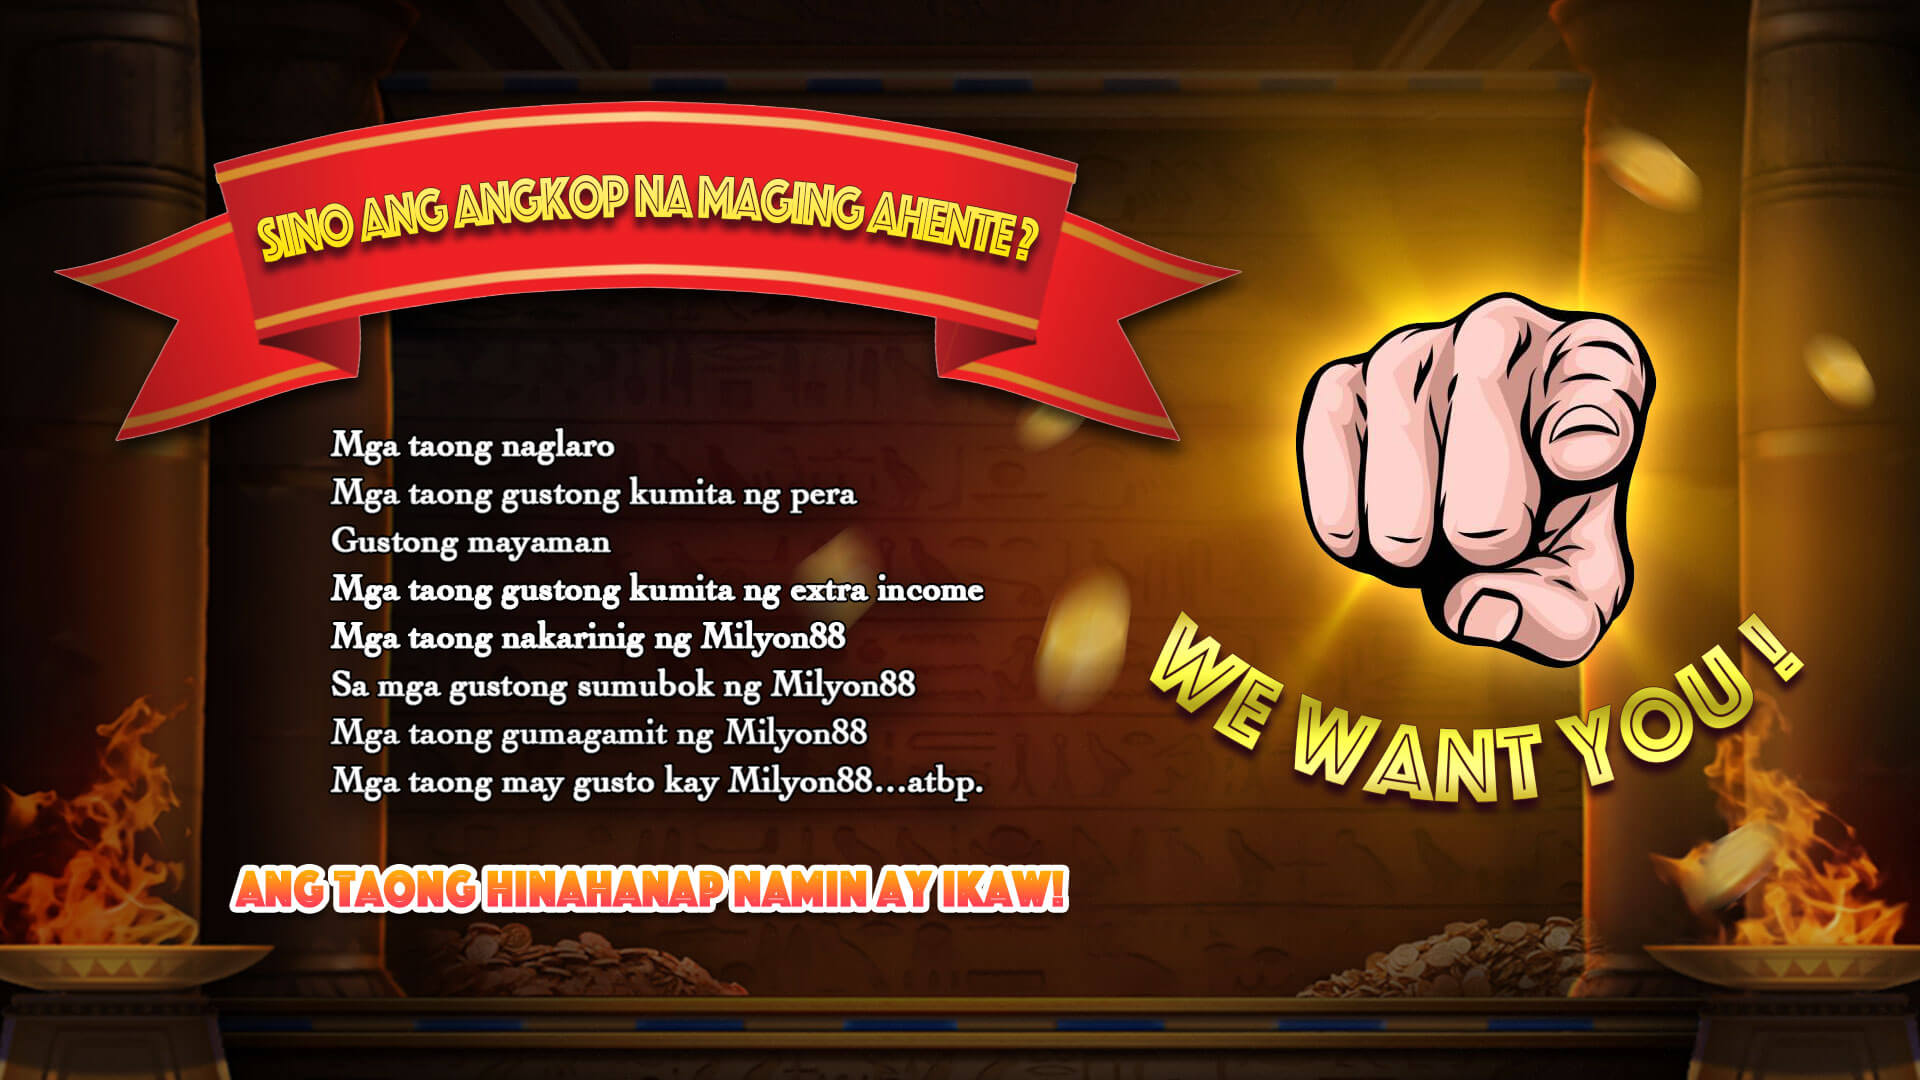 SINO ANG ANGKOP NA MAGING AHENTE ?
Mga taong naglaro
Mga taong gustong kumita ng pera
Gustong mayaman
Mga taong gustong kumita ng extra income
Mga taong nakarinig ng Milyon88
Sa mga gustong sumubok ng Milyon88
Mga taong gumagamit ng Milyon88
Mga taong may gusto kay Milyon88...atbp.
WE WANT YOU !
ANG TAONG HINAHANAP NAMIN AY IKAW!